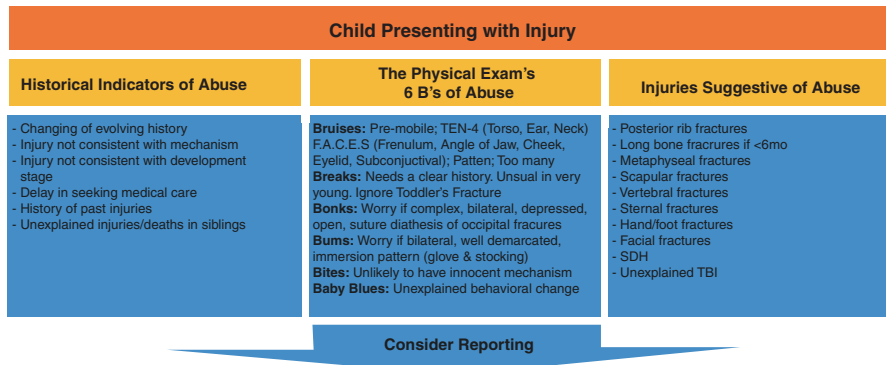 Child Presenting with Injury
Historical Indicators of Abuse
- Changing of evolving history
- Injury not consistent with mechanism
- Injury not consistent with development
stage
- Delay in seeking medical care
- History of past injuries
- Unexplained injuries/deaths in siblings
The Physical Exam's
6 B's of Abuse
Bruises: Pre-mobile; TEN-4 (Torso, Ear, Neck)
F.A.C.E.S (Frenulum, Angle of Jaw, Cheek,
Eyelid, Subconjuctival); Patten; Too many
Breaks: Needs a clear history. Unsual in very
young. Ignore Toddler's Fracture
Bonks: Worry if complex, bilateral, depressed,
open, suture diathesis of occipital fracures
Bums: Worry if bilateral, well demarcated,
immersion pattern (glove & stocking)
Bites: Unlikely to have innocent mechanism
Baby Blues: Unexplained behavioral change
Injuries Suggestive of Abuse
- Posterior rib fractures
- Long bone fracrures if <6mo
- Metaphyseal fractures
- Scapular fractures
- Vertebral fractures
- Sternal fractures
- Hand/foot fractures
- Facial fractures
- SDH
- Unexplained TBI
Consider Reporting